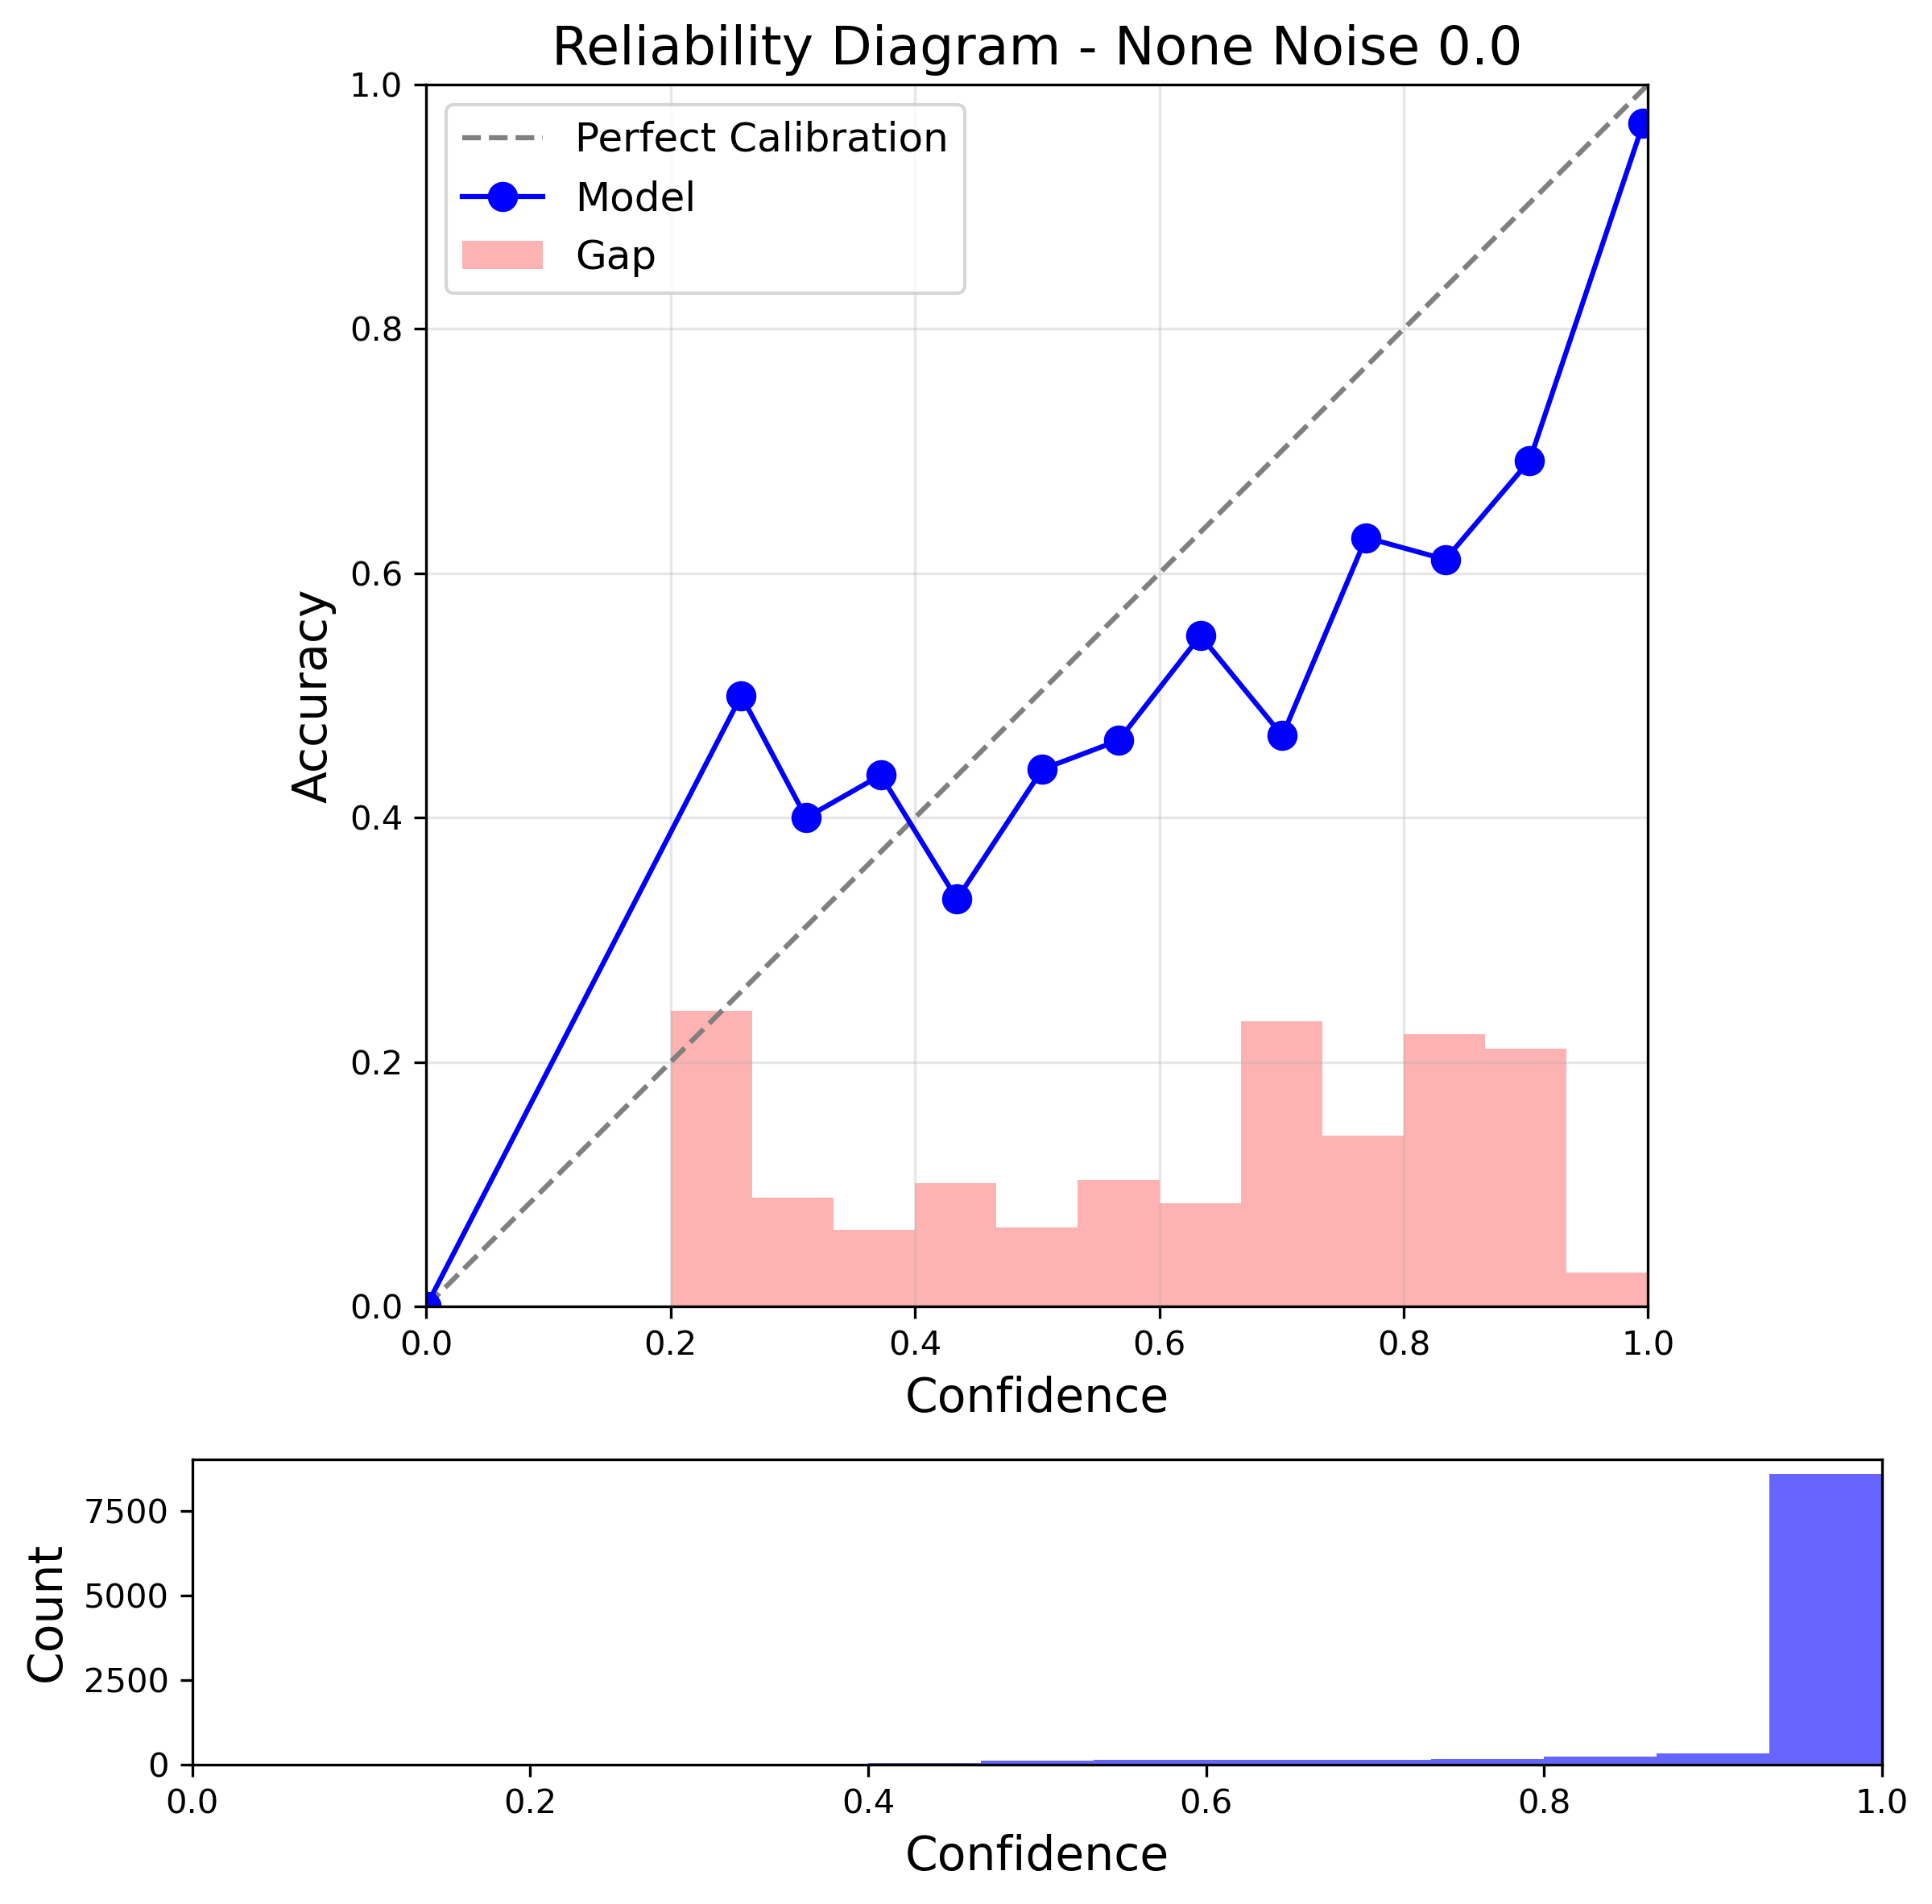 Reliability Diagram - None Noise 0.0
1.0
0.8
0.6
0.4
0.2
0.0
Accuracy
Perfect Calibration
Model
Gap
0.0 0.2 0.4 0.6 0.8 1.0
Confidence
7500
5000
2500
0
Count
0.0 0.2 0.4 0.6 0.8 1.0
Confidence